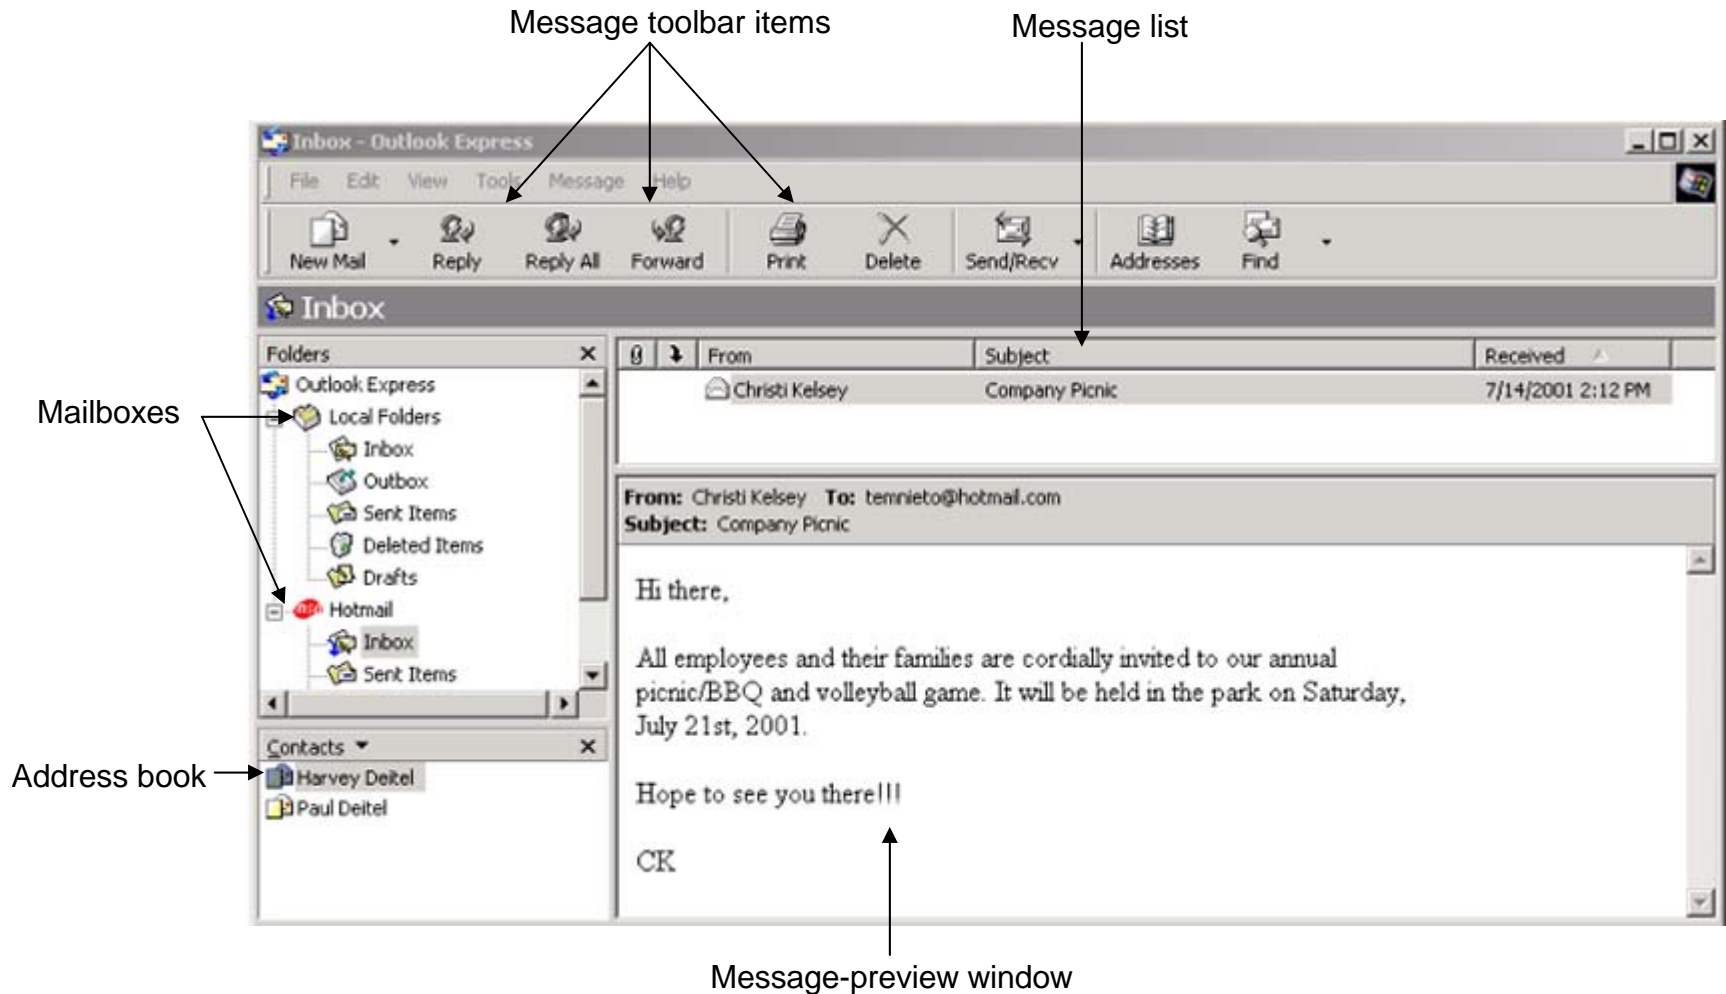 Message toolbar items
Message list
Inbox - Outlook Express
File Edit View Tools Message Help
New Mail Reply Reply All Forward Print Delete Send/Recv Addresses Find
Inbox
Folders
From Subject Received
Outlook Express
Christi Kelsey Company Picnic 7/14/2001 2:12 PM
Mailboxes
Local Folders
Inbox
Outbox
Sent Items
Deleted Items
Drafts
Hotmail
Inbox
Sent Items
From: Christi Kelsey To: temnieto@hotmail.com
Subject: Company Picnic
Hi there,
All employees and their families are cordially invited to our annual
picnic/BBQ and volleyball game. It will be held in the park on Saturday,
July 21st, 2001.
Hope to see you there!!!
CK
Contacts
Address book
Harvey Deitel
Paul Deitel
Message-preview window